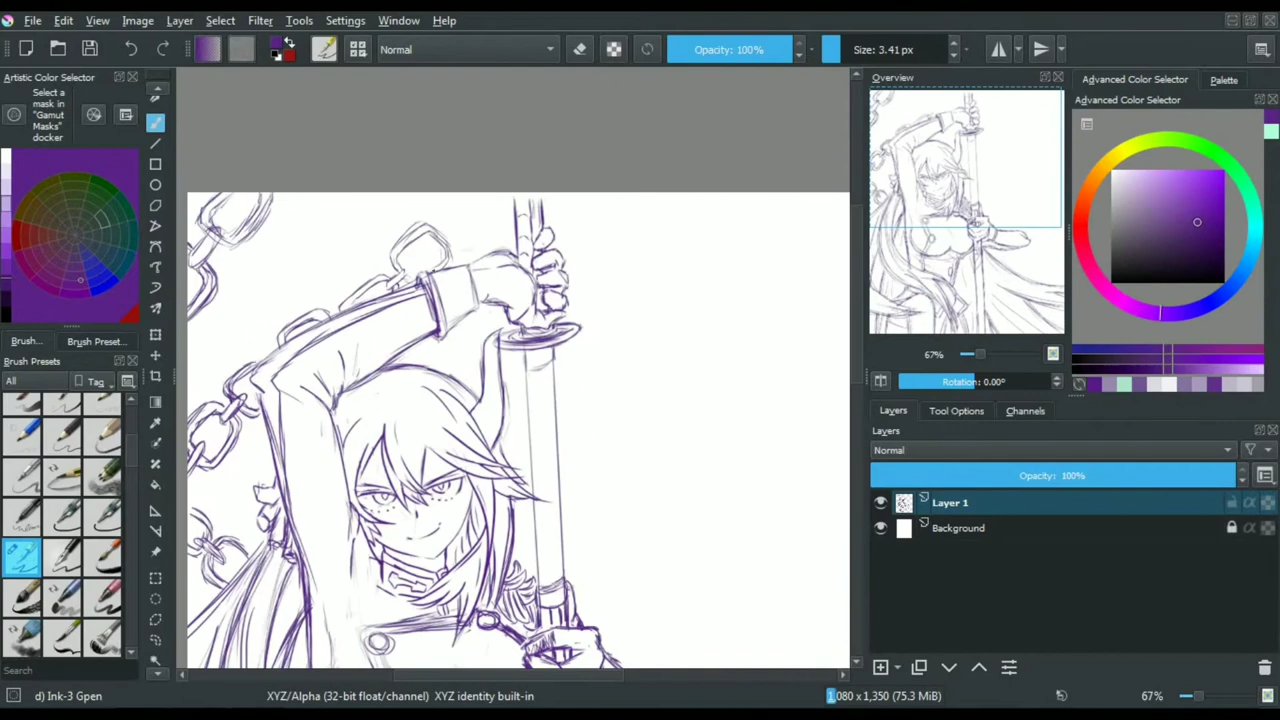 File Edit View Image Layer Select Filter Tools Settings Window Help
Normal
Opacity: 100%
Size: 3.41 px
Artistic Color Selector
Select a
mask in
"Gamut
Masks"
docker
Brush...
Brush Preset...
Brush Presets
All
Tag
Search
Overview
67%
Rotation: 0.00°
Layers
Tool Options
Channels
Layers
Normal
Opacity: 100%
Layer 1
Background
Advanced Color Selector
Palette
Advanced Color Selector
d) Ink-3 Gpen
XYZ/Alpha (32-bit float/channel) XYZ identity built-in
1,080 x 1,350 (75.3 MiB)
67%